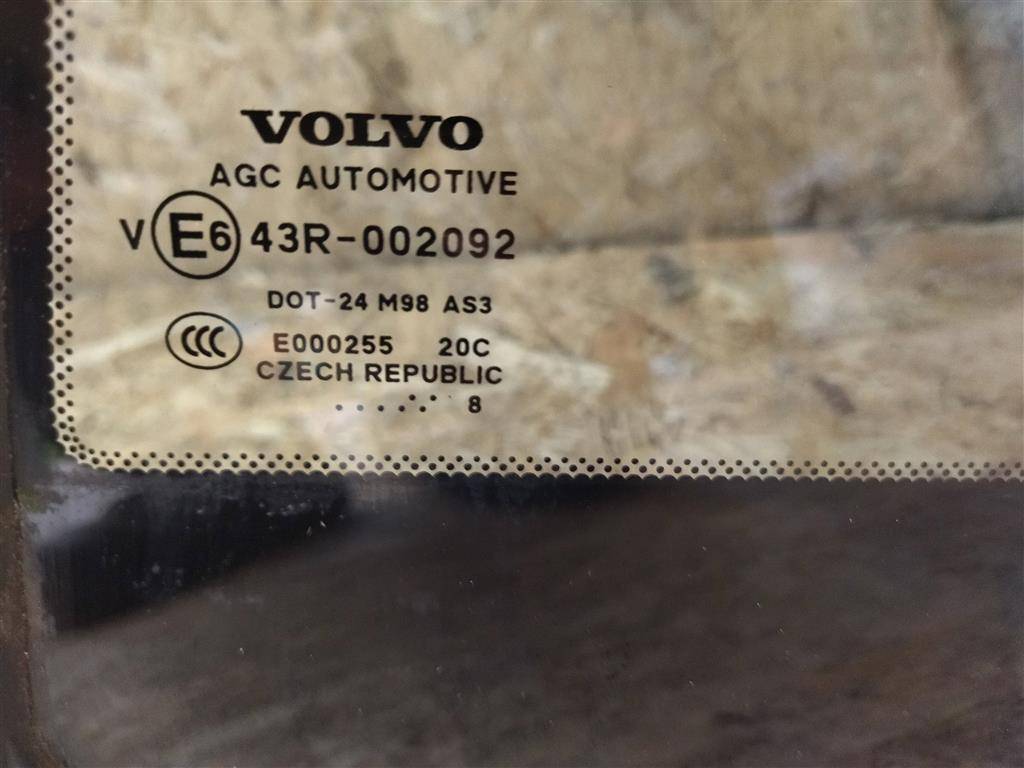 VOLVO
AGC AUTOMOTIVE
V E6 43R-002092
DOT-24 M98 AS3
CCC E000255 20C
CZECH REPUBLIC
. . . . . . . . 8